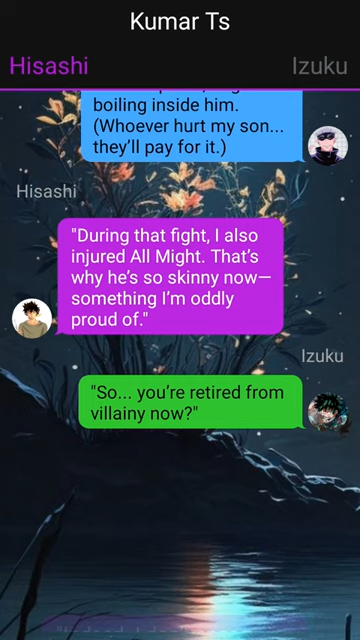 Kumar Ts
Hisashi Izuku
boiling inside him.
(Whoever hurt my son...
they'll pay for it.)
Hisashi
"During that fight, I also
injured All Might. That's
why he's so skinny now—
something I'm oddly
proud of."
Izuku
"So... you're retired from
villainy now?"